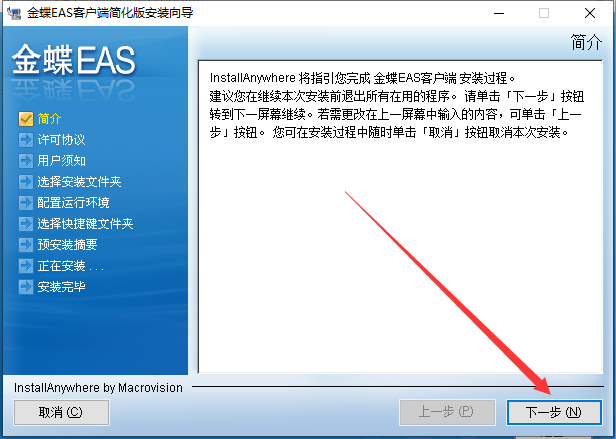 金蝶EAS客户端简化版安装向导
简介
金蝶EAS
简介
许可协议
用户须知
选择安装文件夹
配置运行环境
选择快捷键文件夹
预安装摘要
正在安装 . . .
安装完毕
InstallAnywhere 将指引您完成 金蝶EAS客户端 安装过程。
建议您在继续本次安装前退出所有在用的程序。 请单击「下一步」按钮
转到下一屏幕继续。若需更改在上一屏幕中输入的内容，可单击「上一
步」按钮。 您可在安装过程中随时单击「取消」按钮取消本次安装。
InstallAnywhere by Macrovision
取消 (C)
上一步 (P)
下一步 (N)